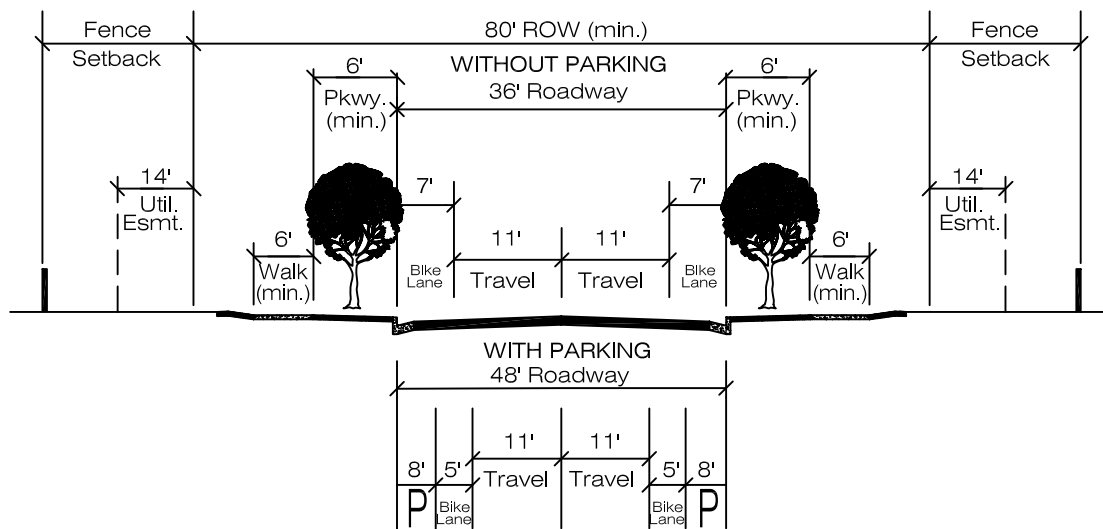 Fence
80' ROW (min.)
Fence
Setback
WITHOUT PARKING
Setback
6'
6'
36' Roadway
Pkwy.
(min.)
Pkwy.
(min.)
14'
Util.
Esmt.
7'
7'
14'
Util.
Esmt.
6'
Walk
(min.)
11'
11'
6'
Walk
(min.)
BIke
Lane
Travel
Travel
BIke
Lane
WITH PARKING
48' Roadway
11'
11'
8'
5'
Travel
Travel
5'
8'
P
Bike
Lane
Bike
Lane
P